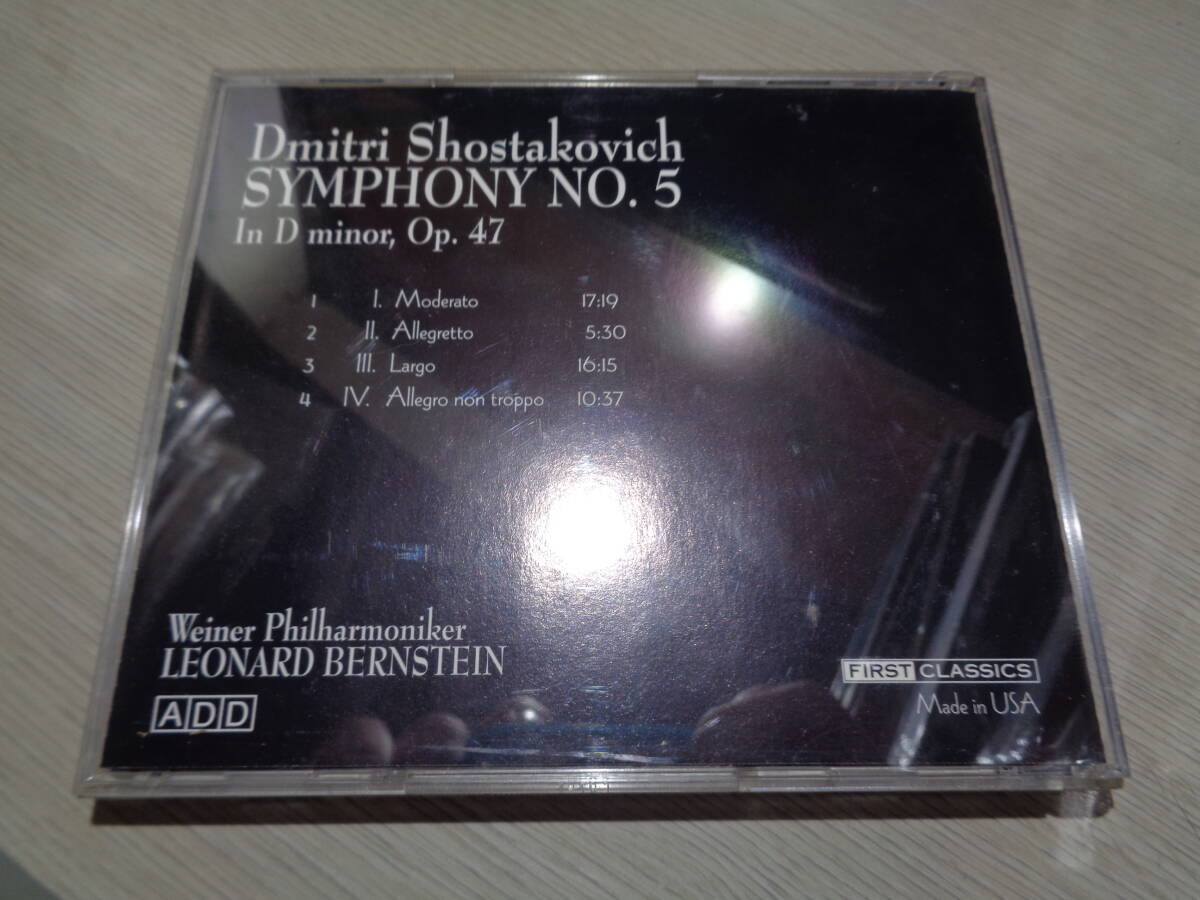 Dmitri Shostakovich
SYMPHONY NO. 5
In D minor, Op. 47
1 I. Moderato 17:19
2 II. Allegretto 5:30
3 III. Largo 16:15
4 IV. Allegro non troppo 10:37
Weiner Philharmoniker
LEONARD BERNSTEIN
ADD
FIRST CLASSICS
Made in USA